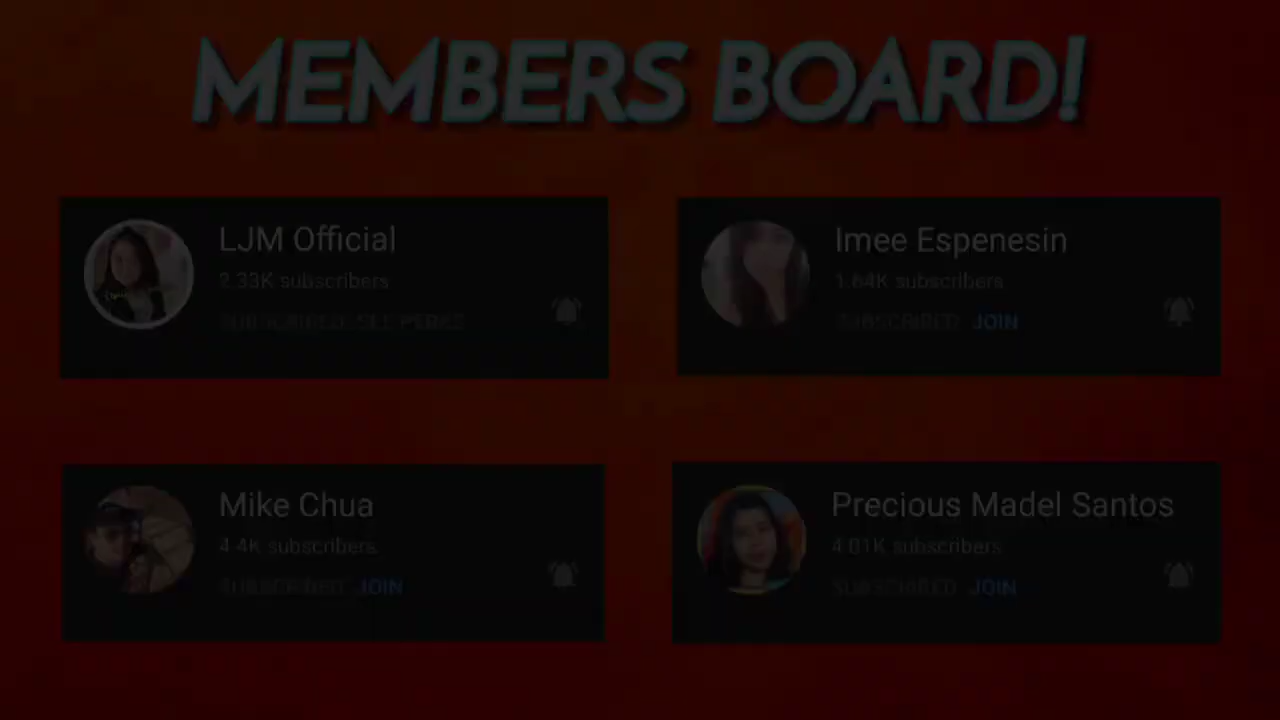 MEMBERS BOARD!
LJM Official
2.33K subscribers
SUBSCRIBED SEE PERKS
Imee Espenesin
1.64K subscribers
SUBSCRIBED JOIN
Mike Chua
4.4K subscribers
SUBSCRIBED JOIN
Precious Madel Santos
4.01K subscribers
SUBSCRIBED JOIN